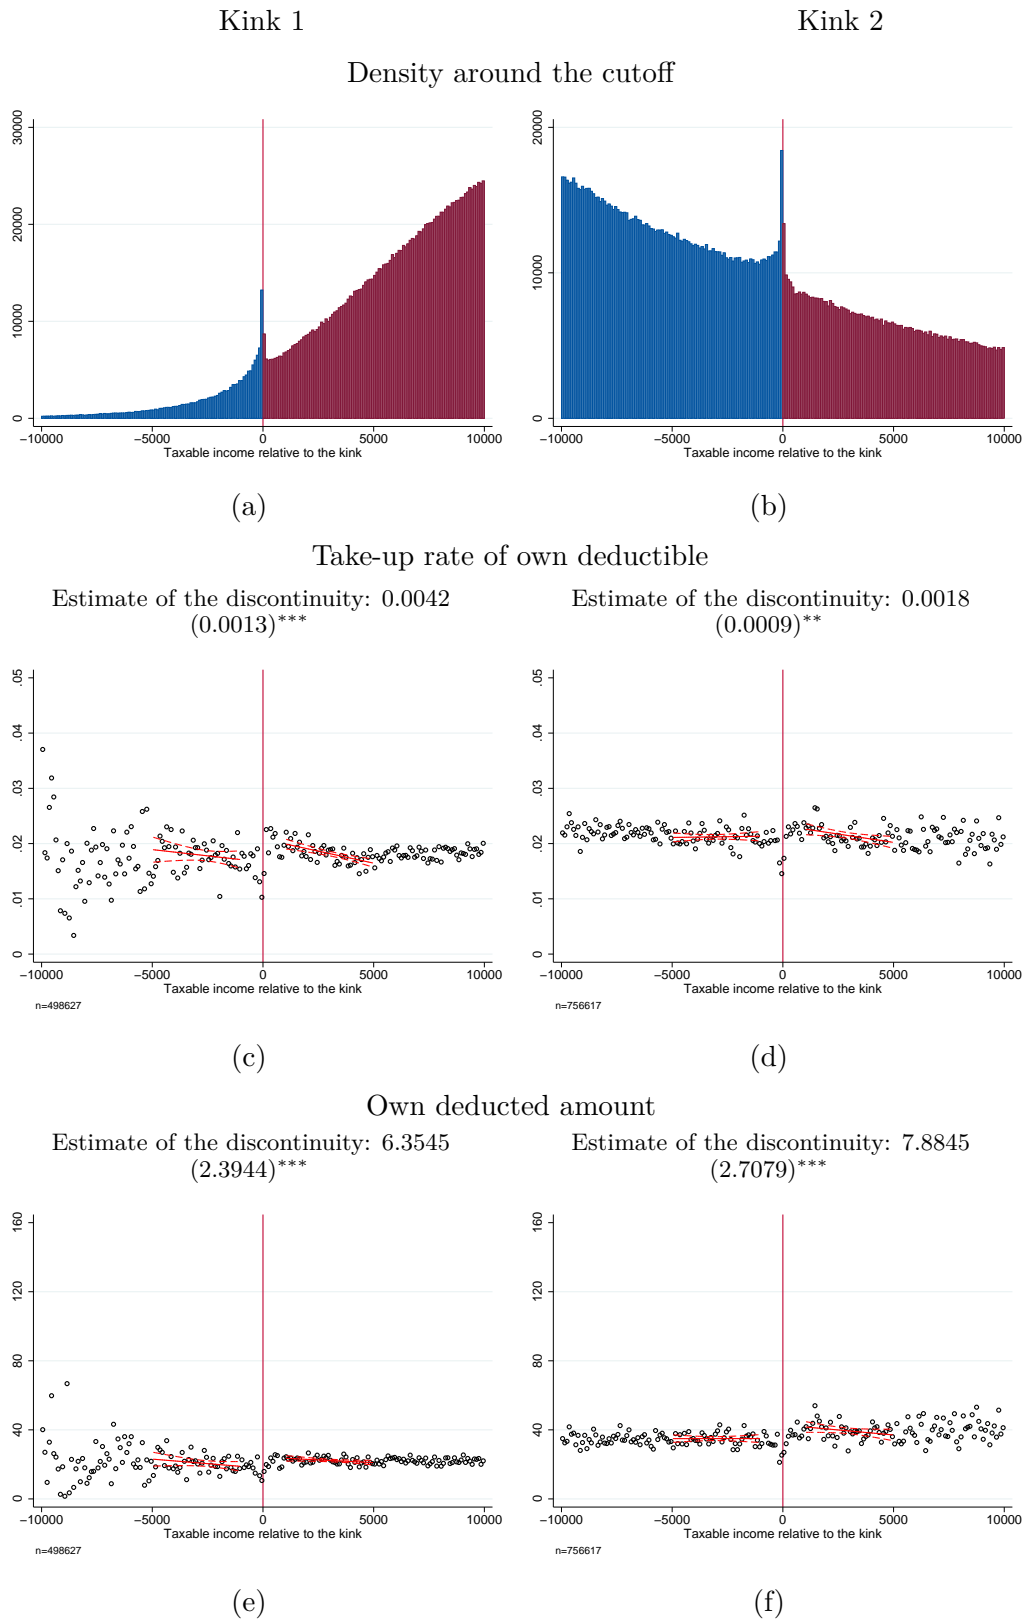 Kink 1
Kink 2
Density around the cutoff
30000
20000
10000
0
−10000 −5000 0 5000 10000
Taxable income relative to the kink
(a)
20000
10000
0
−10000 −5000 0 5000 10000
Taxable income relative to the kink
(b)
Take-up rate of own deductible
Estimate of the discontinuity: 0.0042
(0.0013)***
.05
.04
.03
.02
.01
0
−10000 −5000 0 5000 10000
Taxable income relative to the kink
n=498627
(c)
Estimate of the discontinuity: 0.0018
(0.0009)**
.05
.04
.03
.02
.01
0
−10000 −5000 0 5000 10000
Taxable income relative to the kink
n=756617
(d)
Own deducted amount
Estimate of the discontinuity: 6.3545
(2.3944)***
160
120
80
40
0
−10000 −5000 0 5000 10000
Taxable income relative to the kink
n=498627
(e)
Estimate of the discontinuity: 7.8845
(2.7079)***
160
120
80
40
0
−10000 −5000 0 5000 10000
Taxable income relative to the kink
n=756617
(f)